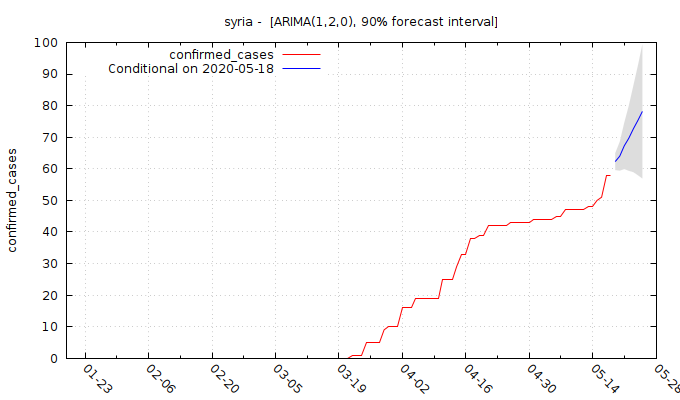 syria - [ARIMA(1,2,0), 90% forecast interval]
confirmed_cases
Conditional on 2020-05-18
confirmed_cases
100
90
80
70
60
50
40
30
20
10
0
01-23 02-06 02-20 03-05 03-19 04-02 04-16 04-30 05-14 05-28